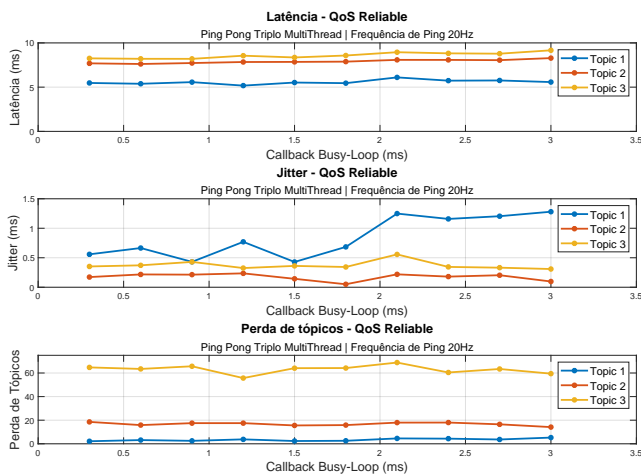 Latência - QoS Reliable
Ping Pong Triplo MultiThread | Frequência de Ping 20Hz
10
5
0
Latência (ms)
Topic 1
Topic 2
Topic 3
0 0.5 1 1.5 2 2.5 3 3.5
Callback Busy-Loop (ms)
Jitter - QoS Reliable
Ping Pong Triplo MultiThread | Frequência de Ping 20Hz
1.5
1
0.5
0
Jitter (ms)
Topic 1
Topic 2
Topic 3
0 0.5 1 1.5 2 2.5 3 3.5
Callback Busy-Loop (ms)
Perda de tópicos - QoS Reliable
Ping Pong Triplo MultiThread | Frequência de Ping 20Hz
60
40
20
0
Perda de Tópicos
Topic 1
Topic 2
Topic 3
0 0.5 1 1.5 2 2.5 3 3.5
Callback Busy-Loop (ms)